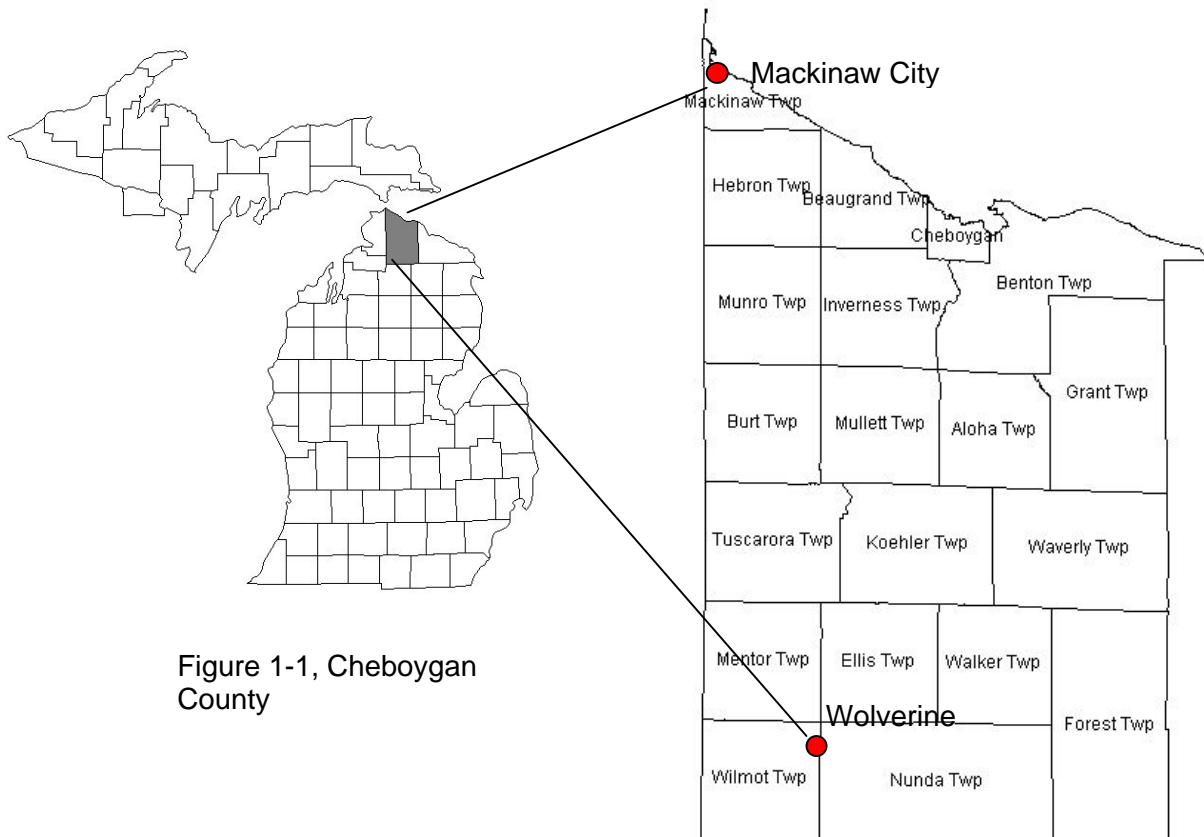 Mackinaw City
Mackinaw Twp
Hebron Twp
Beaugrand Twp
Cheboygan
Benton Twp
Munro Twp
Inverness Twp
Grant Twp
Burt Twp
Mullett Twp
Aloha Twp
Tuscarora Twp
Koehler Twp
Waverly Twp
Mentor Twp
Ellis Twp
Walker Twp
Wolverine
Forest Twp
Wilmot Twp
Nunda Twp
Figure 1-1, Cheboygan
County